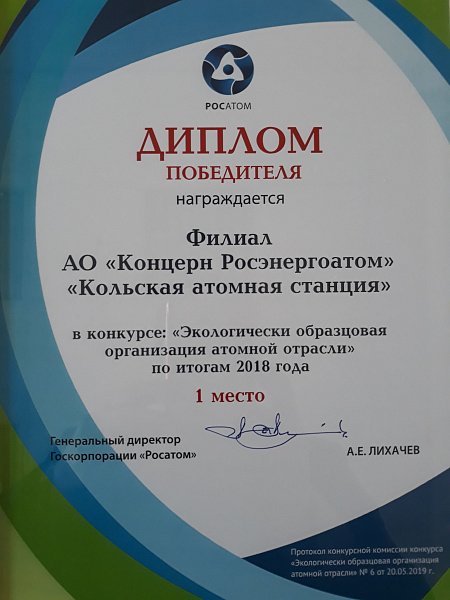 РОСАТОМ
ДИПЛОМ
ПОБЕДИТЕЛЯ
награждается
Филиал
АО «Концерн Росэнергоатом»
«Кольская атомная станция»
в конкурсе: «Экологически образцовая
организация атомной отрасли»
по итогам 2018 года
1 место
Генеральный директор
Госкорпорации «Росатом»
А.Е. ЛИХАЧЕВ
Протокол конкурсной комиссии конкурса
«Экологически образцовая организация
атомной отрасли» № 6 от 20.05.2019 г.